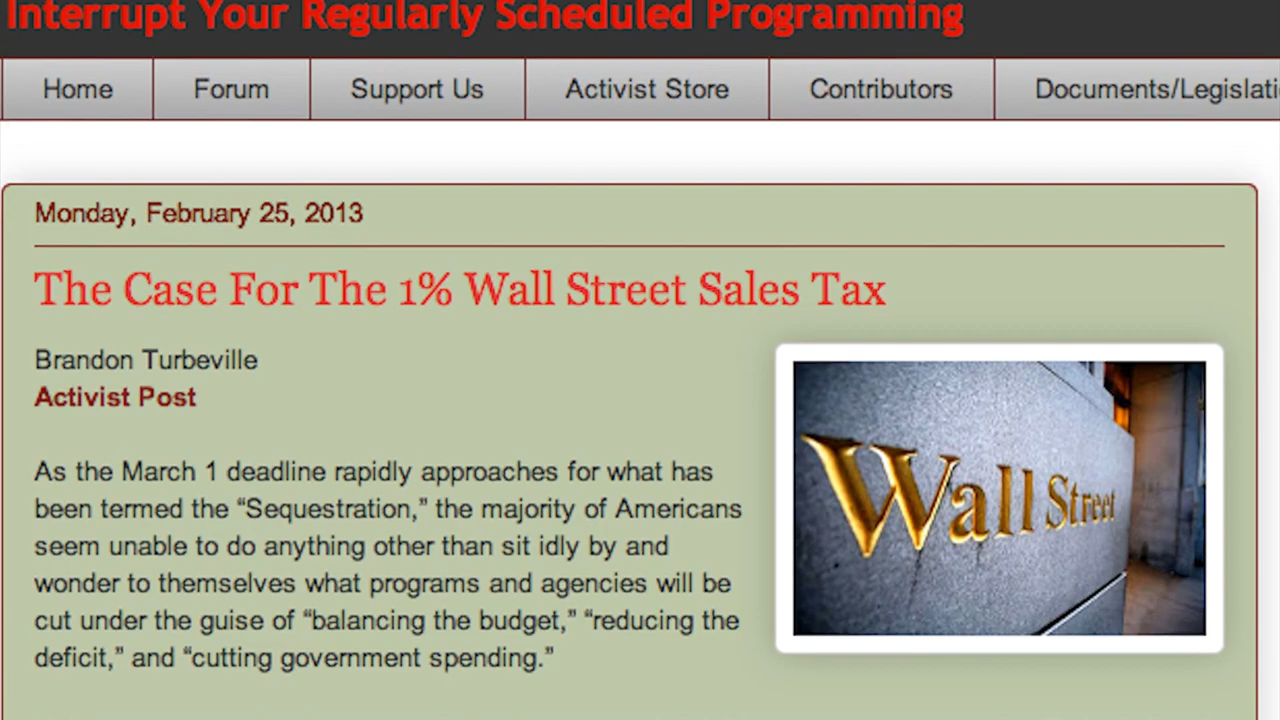 Interrupt Your Regularly Scheduled Programming
Home Forum Support Us Activist Store Contributors Documents/Legislati
Monday, February 25, 2013
The Case For The 1% Wall Street Sales Tax
Brandon Turbeville
Activist Post
As the March 1 deadline rapidly approaches for what has
been termed the “Sequestration,” the majority of Americans
seem unable to do anything other than sit idly by and
wonder to themselves what programs and agencies will be
cut under the guise of “balancing the budget,” “reducing the
deficit,” and “cutting government spending.”
Wall Street